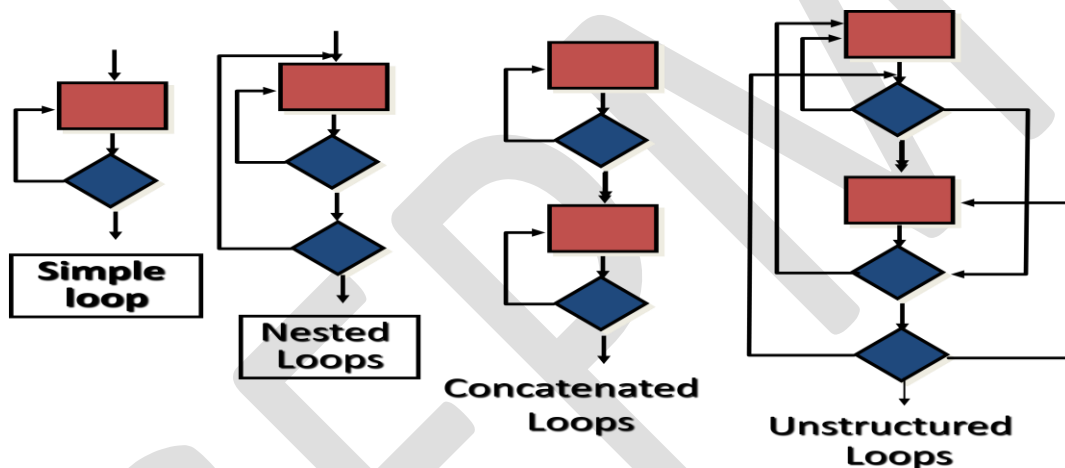 Simple
loop
Nested
Loops
Concatenated
Loops
Unstructured
Loops